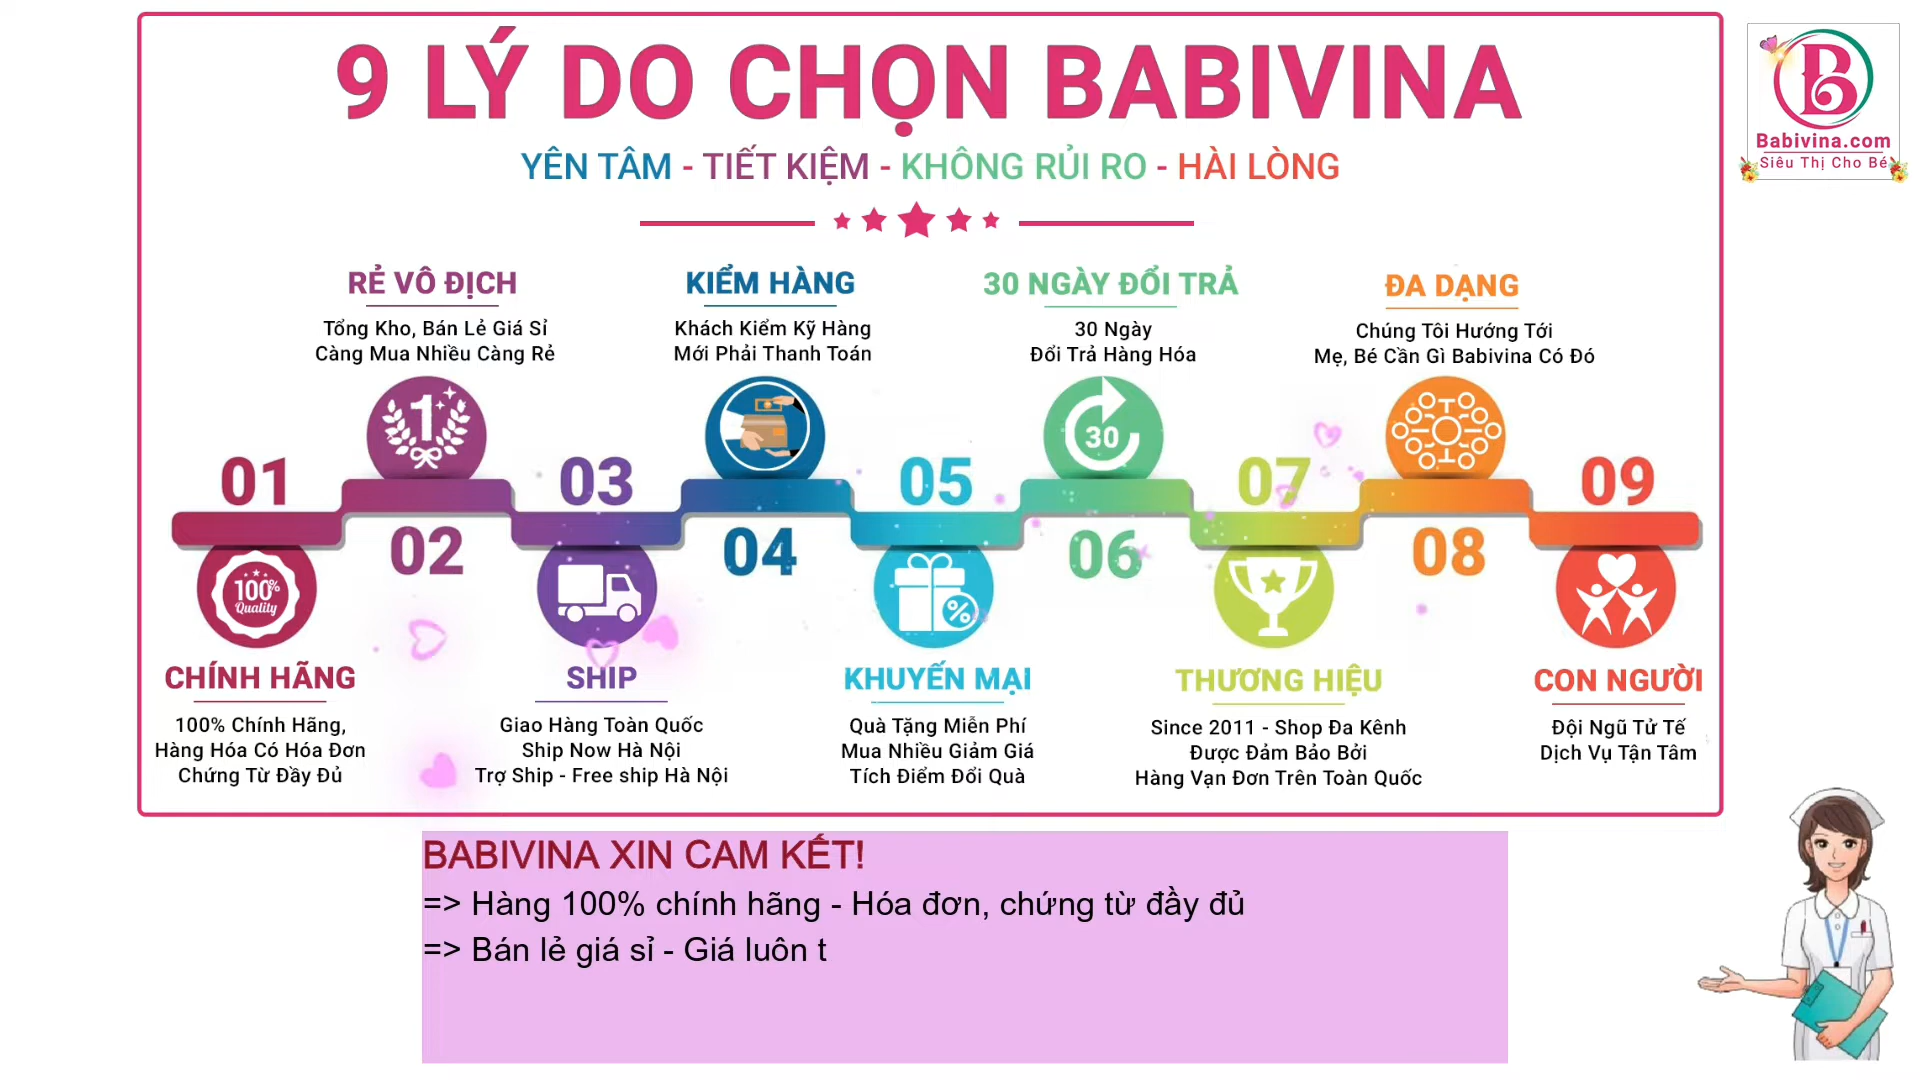 9 LÝ DO CHỌN BABIVINA
YÊN TÂM - TIẾT KIỆM - KHÔNG RỦI RO - HÀI LÒNG
Babivina.com
Siêu Thị Cho Bé
01
100%
Quality
CHÍNH HÃNG
100% Chính Hãng,
Hàng Hóa Có Hóa Đơn
Chứng Từ Đầy Đủ
RẺ VÔ ĐỊCH
Tổng Kho, Bán Lẻ Giá Sỉ
Càng Mua Nhiều Càng Rẻ
1
02
03
SHIP
Giao Hàng Toàn Quốc
Ship Now Hà Nội
Trợ Ship - Free ship Hà Nội
KIỂM HÀNG
Khách Kiểm Kỹ Hàng
Mới Phải Thanh Toán
04
05
%
KHUYẾN MẠI
Quà Tặng Miễn Phí
Mua Nhiều Giảm Giá
Tích Điểm Đổi Quà
30 NGÀY ĐỔI TRẢ
30 Ngày
Đổi Trả Hàng Hóa
30
06
07
THƯƠNG HIỆU
Since 2011 - Shop Đa Kênh
Được Đảm Bảo Bởi
Hàng Vạn Đơn Trên Toàn Quốc
ĐA DẠNG
Chúng Tôi Hướng Tới
Mẹ, Bé Cần Gì Babivina Có Đó
08
09
CON NGƯỜI
Đội Ngũ Tử Tế
Dịch Vụ Tận Tâm
BABIVINA XIN CAM KẾT!
=> Hàng 100% chính hãng - Hóa đơn, chứng từ đầy đủ
=> Bán lẻ giá sỉ - Giá luôn t